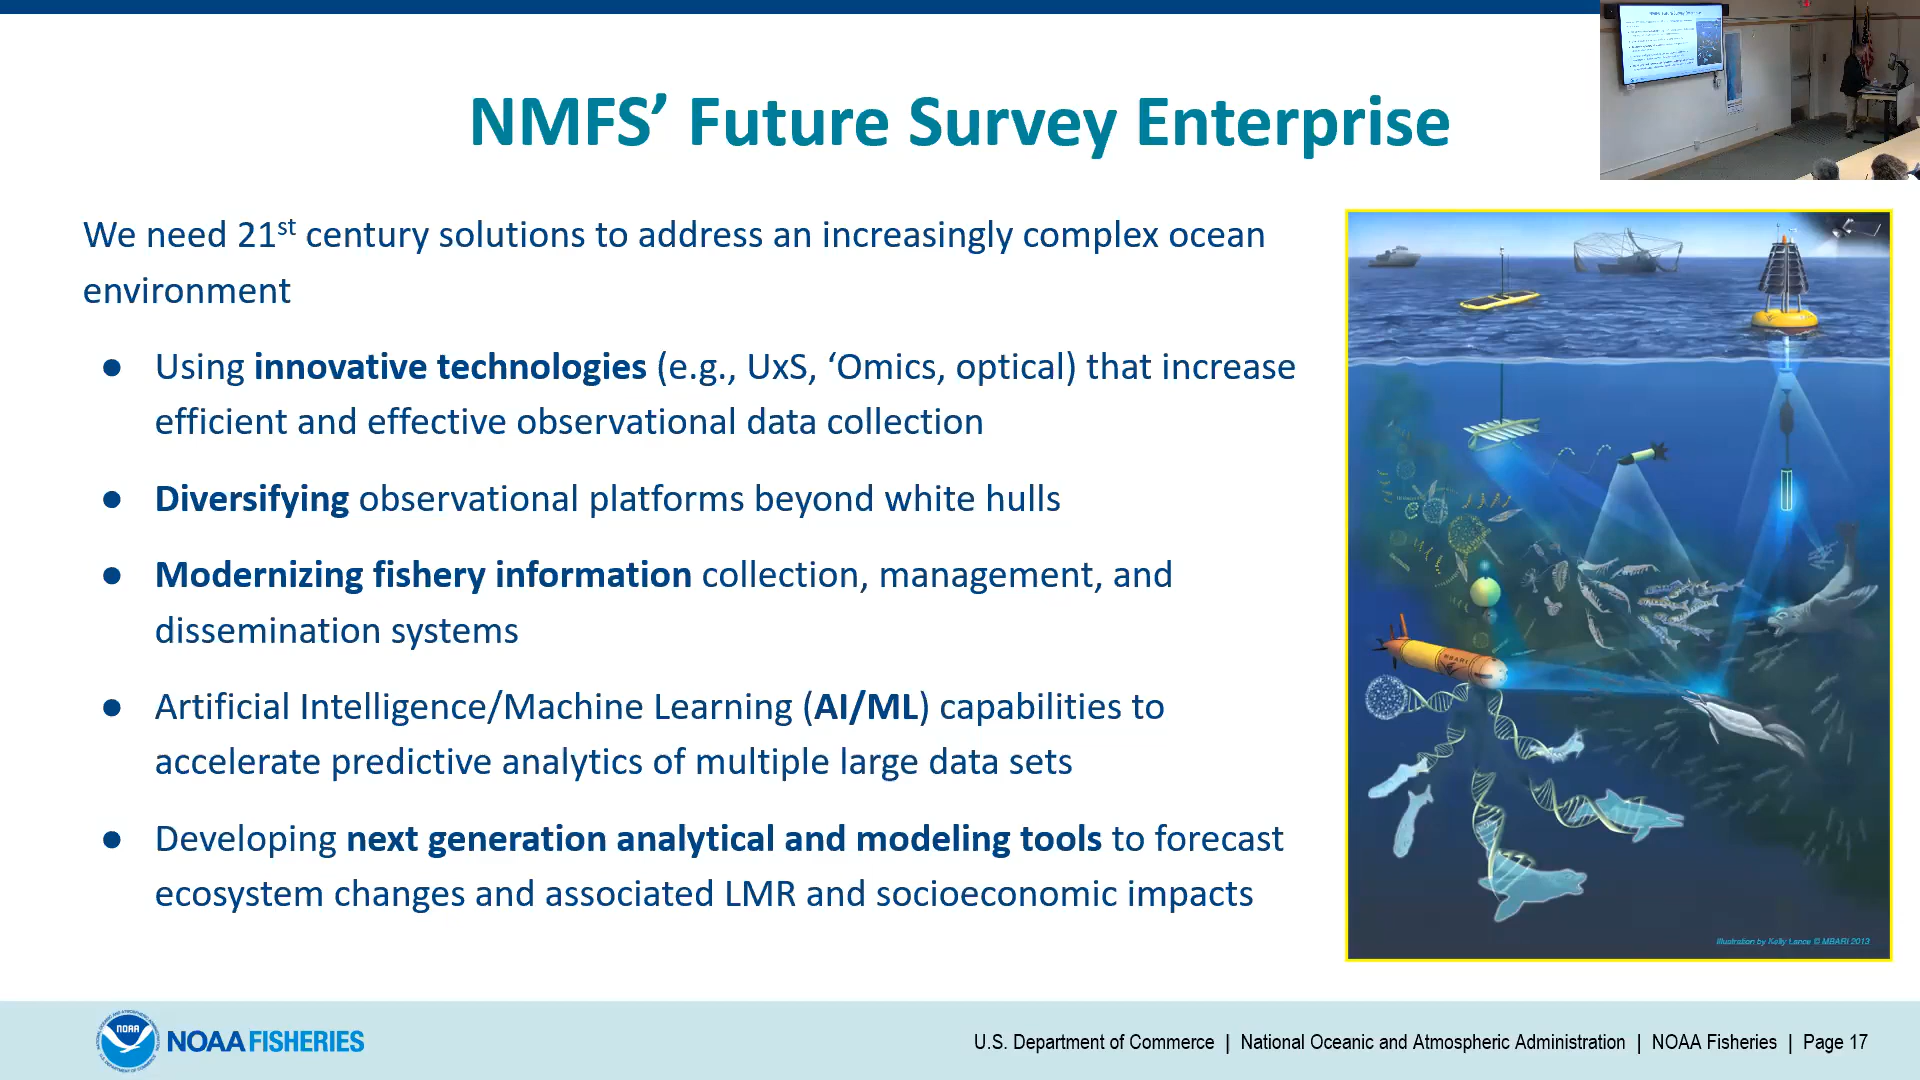 NMFS’ Future Survey Enterprise
We need 21st century solutions to address an increasingly complex ocean
environment
● Using innovative technologies (e.g., UxS, ‘Omics, optical) that increase
efficient and effective observational data collection
● Diversifying observational platforms beyond white hulls
● Modernizing fishery information collection, management, and
dissemination systems
● Artificial Intelligence/Machine Learning (AI/ML) capabilities to
accelerate predictive analytics of multiple large data sets
● Developing next generation analytical and modeling tools to forecast
ecosystem changes and associated LMR and socioeconomic impacts
MBARI
Illustration by Kelly Lance © MBARI 2013
NOAA
NOAA FISHERIES
U.S. Department of Commerce | National Oceanic and Atmospheric Administration | NOAA Fisheries | Page 17